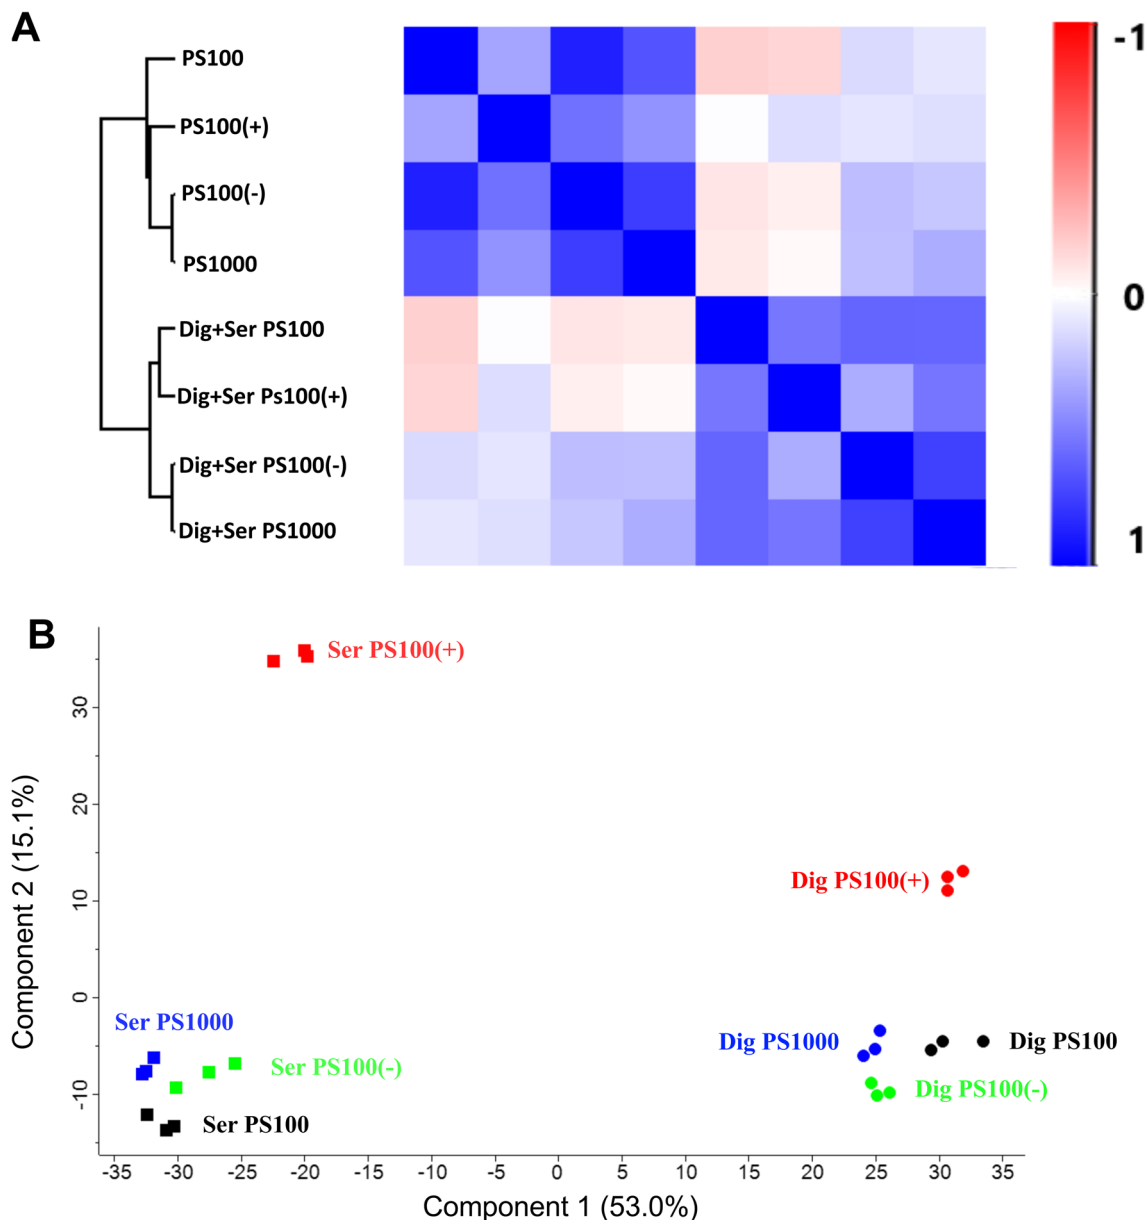 A
PS100
PS100(+)
PS100(-)
PS1000
Dig+Ser PS100
Dig+Ser Ps100(+)
Dig+Ser PS100(-)
Dig+Ser PS1000
-1
0
1
B
Ser PS100(+)
Dig PS100(+)
Ser PS1000
Ser PS100(-)
Ser PS100
Dig PS1000
Dig PS100
Dig PS100(-)
Component 2 (15.1%)
30
20
10
0
-10
-35 -30 -25 -20 -15 -10 -5 0 5 10 15 20 25 30 35
Component 1 (53.0%)